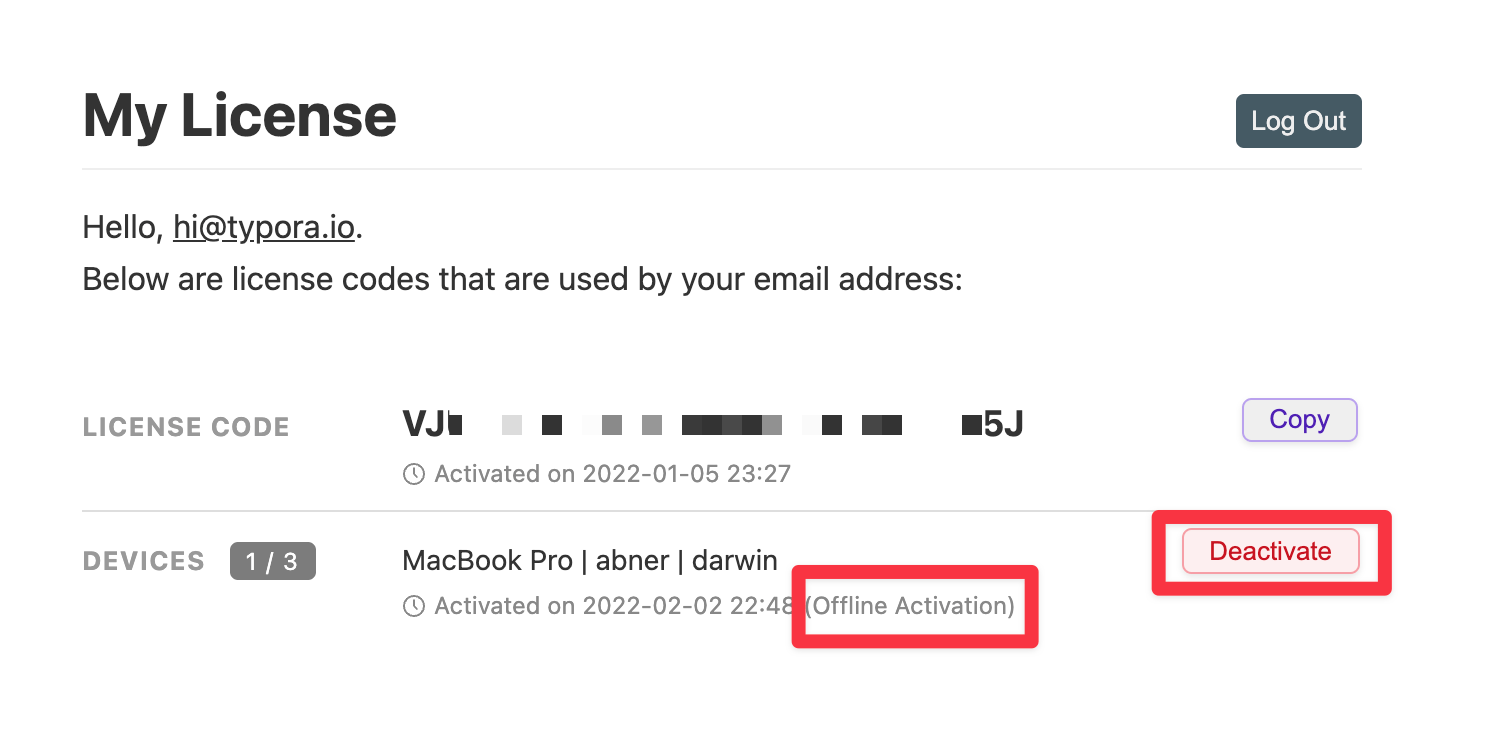 My License
Log Out
Hello, hi@typora.io.
Below are license codes that are used by your email address:
LICENSE CODE
VJ 5J
Copy
Activated on 2022-01-05 23:27
DEVICES 1 / 3
MacBook Pro | abner | darwin
Deactivate
Activated on 2022-02-02 22:48 (Offline Activation)